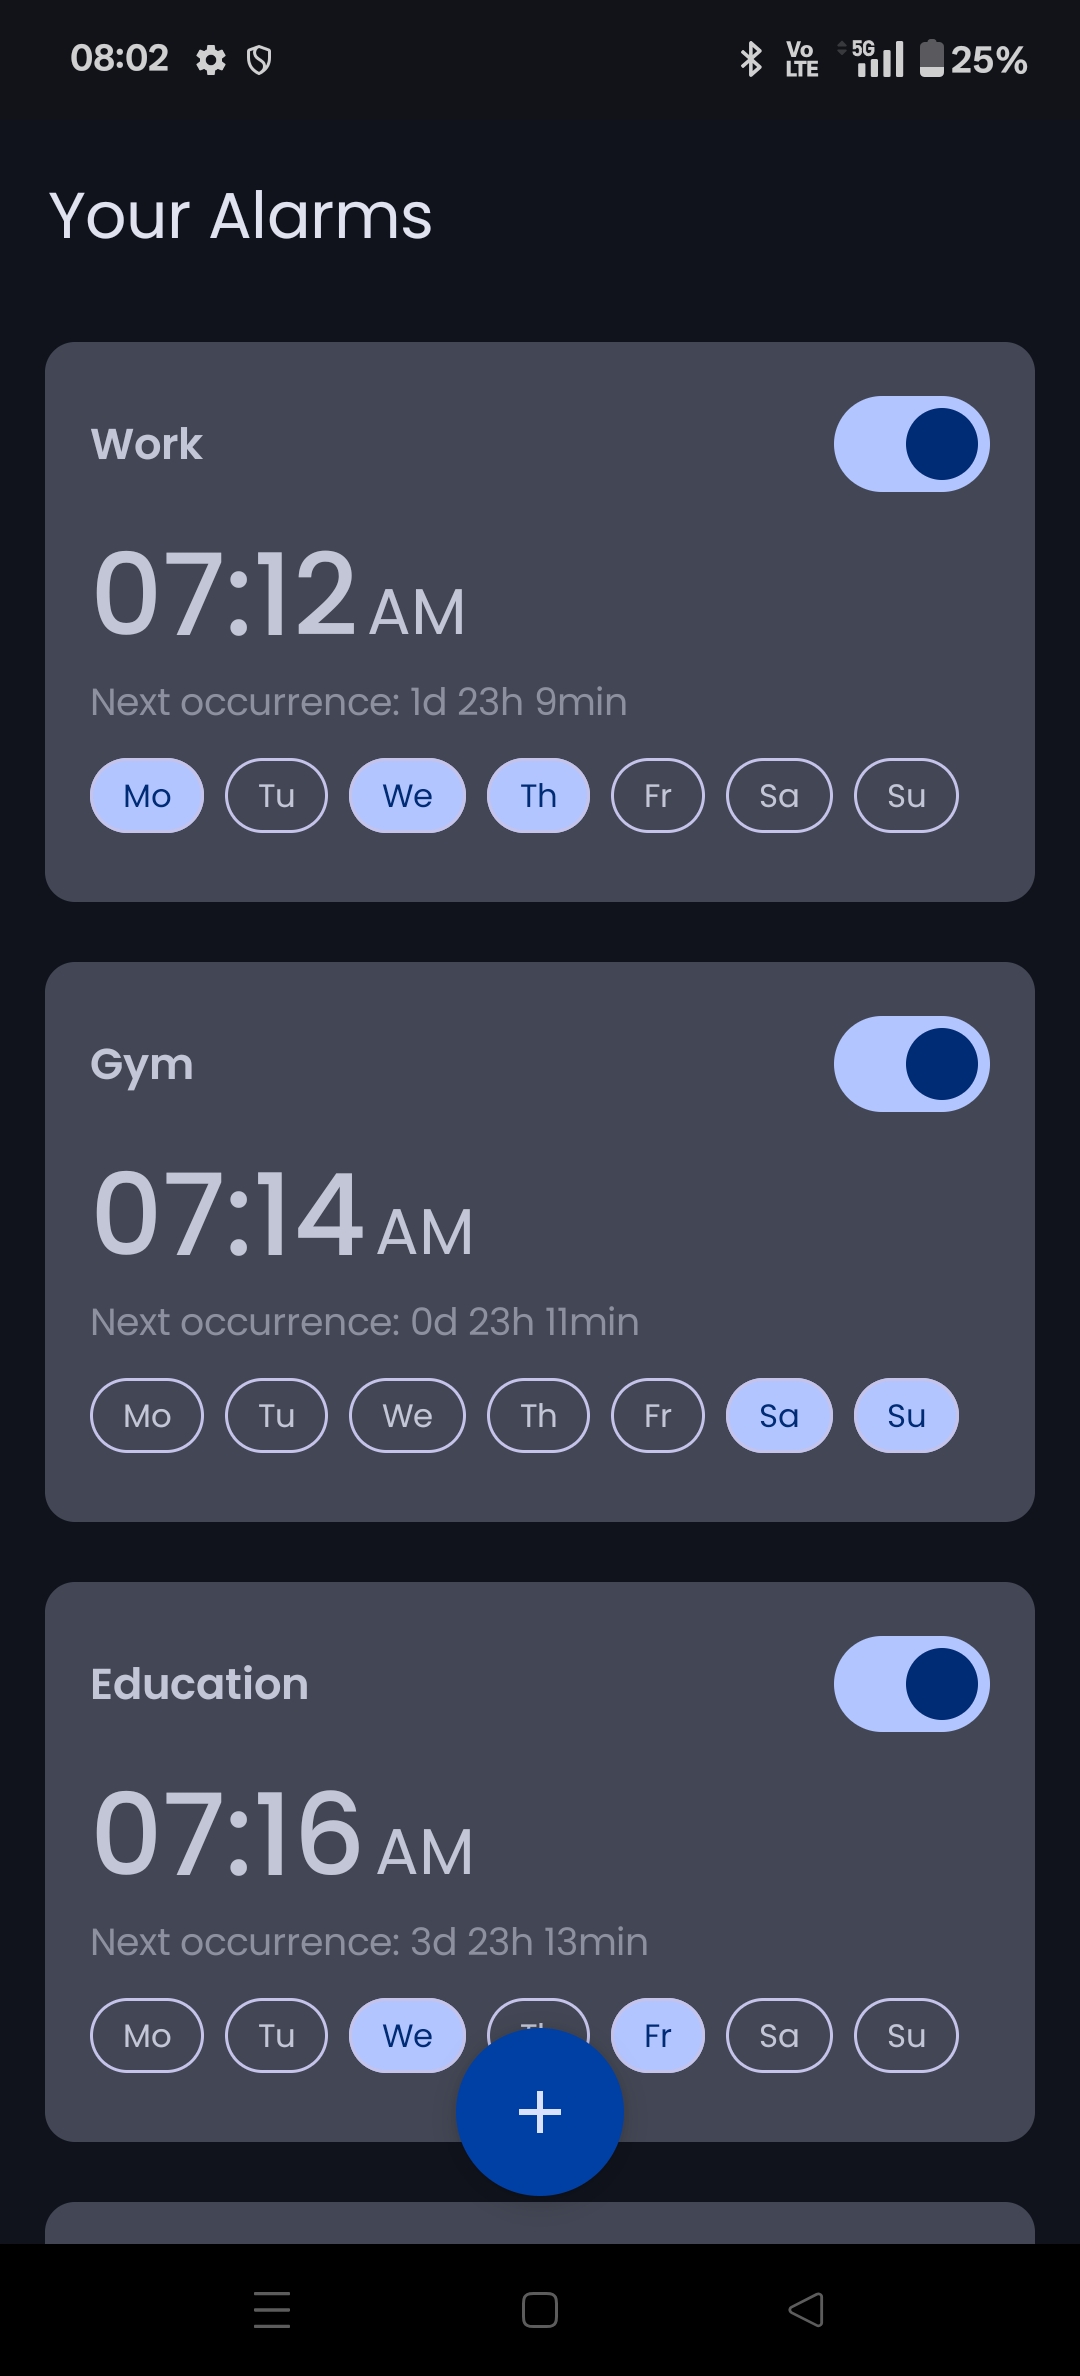 08:02 Vo LTE 5G 25%
Your Alarms
Work
07:12 AM
Next occurrence: 1d 23h 9min
Mo Tu We Th Fr Sa Su
Gym
07:14 AM
Next occurrence: 0d 23h 11min
Mo Tu We Th Fr Sa Su
Education
07:16 AM
Next occurrence: 3d 23h 13min
Mo Tu We Th Fr Sa Su
+